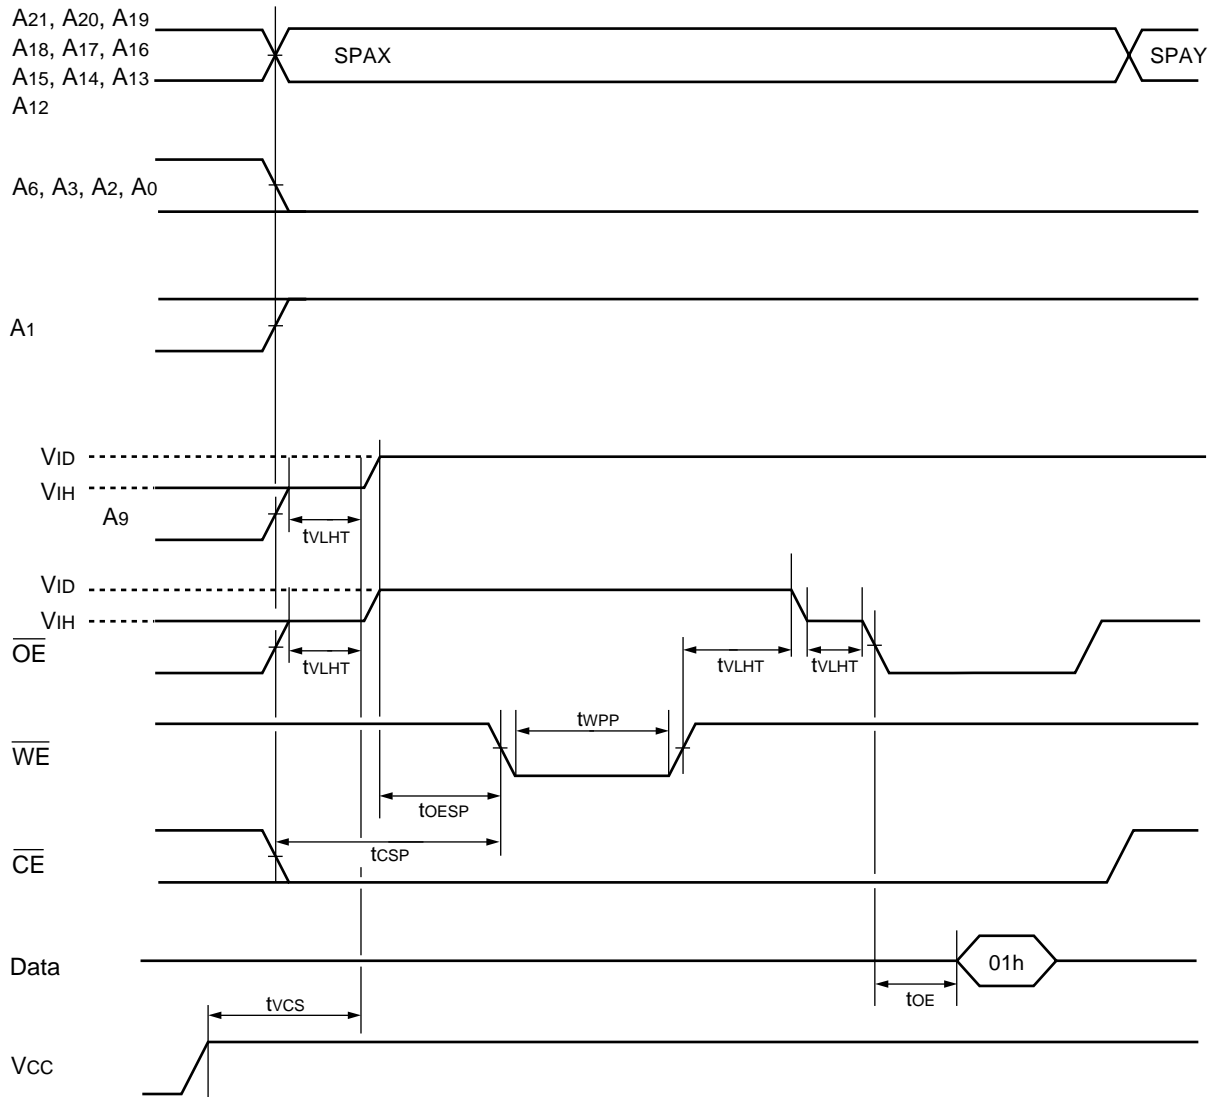 A21, A20, A19
A18, A17, A16
A15, A14, A13
A12
SPAX
SPAY
A6, A3, A2, A0
A1
VID
VIH
A9
tVLHT
VID
VIH
OE
tVLHT
tVLHT
tVLHT
WE
tWPP
tOESP
tCSP
CE
Data
01h
tOE
tVCS
VCC